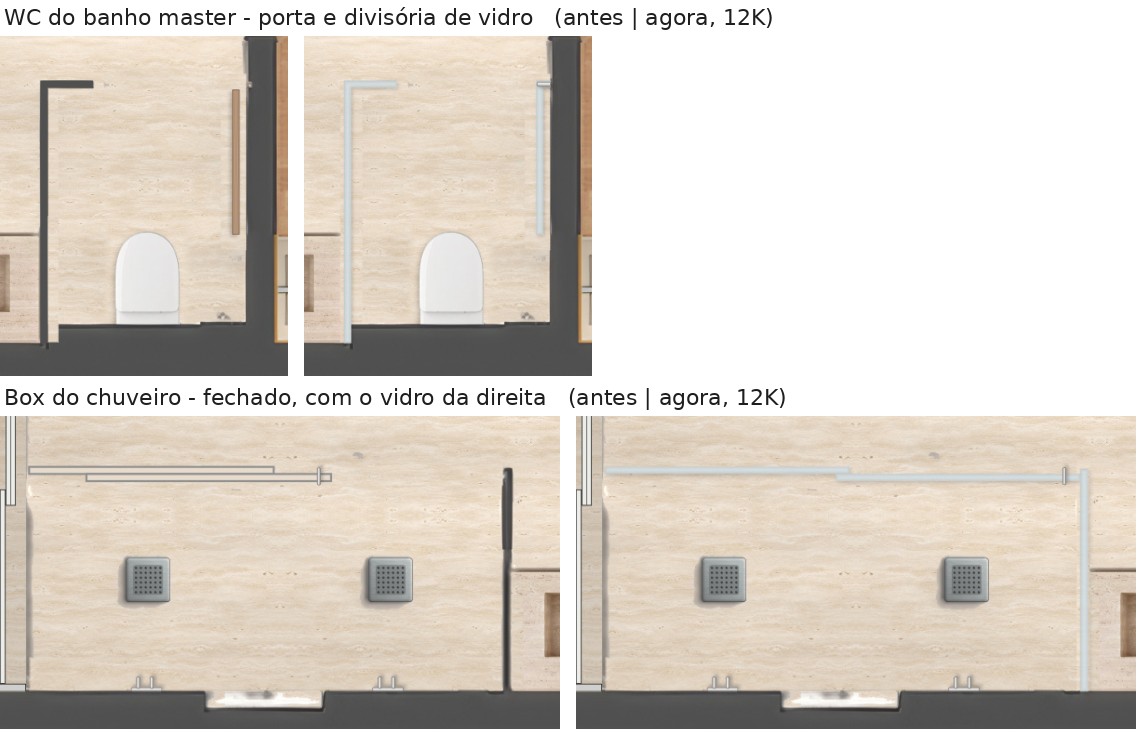 WC do banho master - porta e divisória de vidro (antes | agora, 12K)
Box do chuveiro - fechado, com o vidro da direita (antes | agora, 12K)